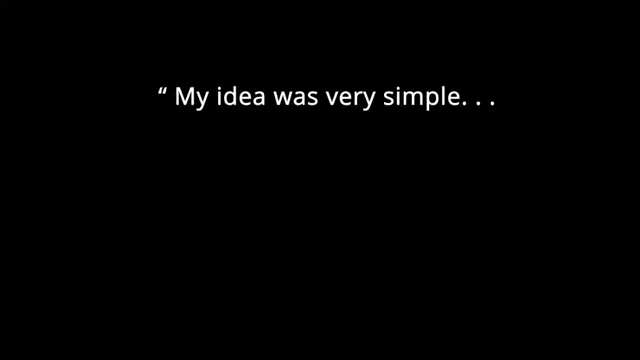 “ My idea was very simple. . .